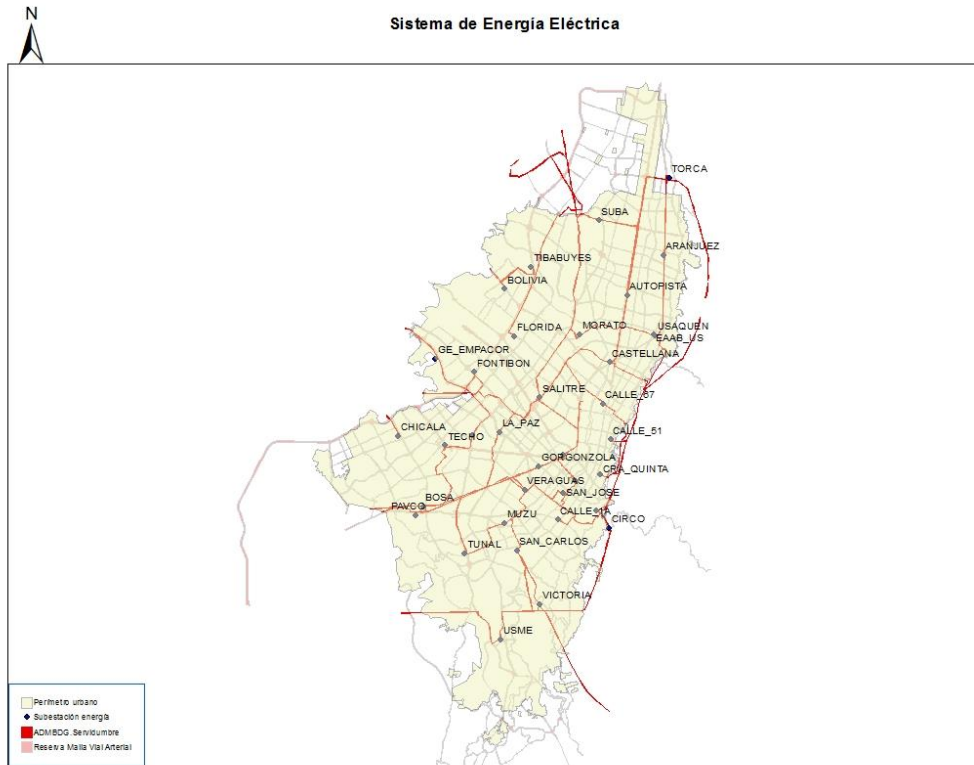 N
Sistema de Energía Eléctrica
TORCA
SUBA
ARANJUEZ
TIBABUYES
BOLIVIA
AUTOPISTA
FLORIDA
MORATO
USAQUEN
EAAB_US
GE_EMPACOR
CASTELLANA
FONTIBON
SALITRE
CALLE_67
CHICALA
LA_PAZ
TECHO
CALLE_51
GORGONZOLA
CRA_QUINTA
VERAGUAS
SAN_JOSE
BOSA
PAVCO
MUZU
CALLE_1A
CIRCO
TUNAL
SAN_CARLOS
VICTORIA
USME
Perímetro urbano
Subestación energía
ADMBDG.Servidumbre
Reserva Malla Vial Arterial